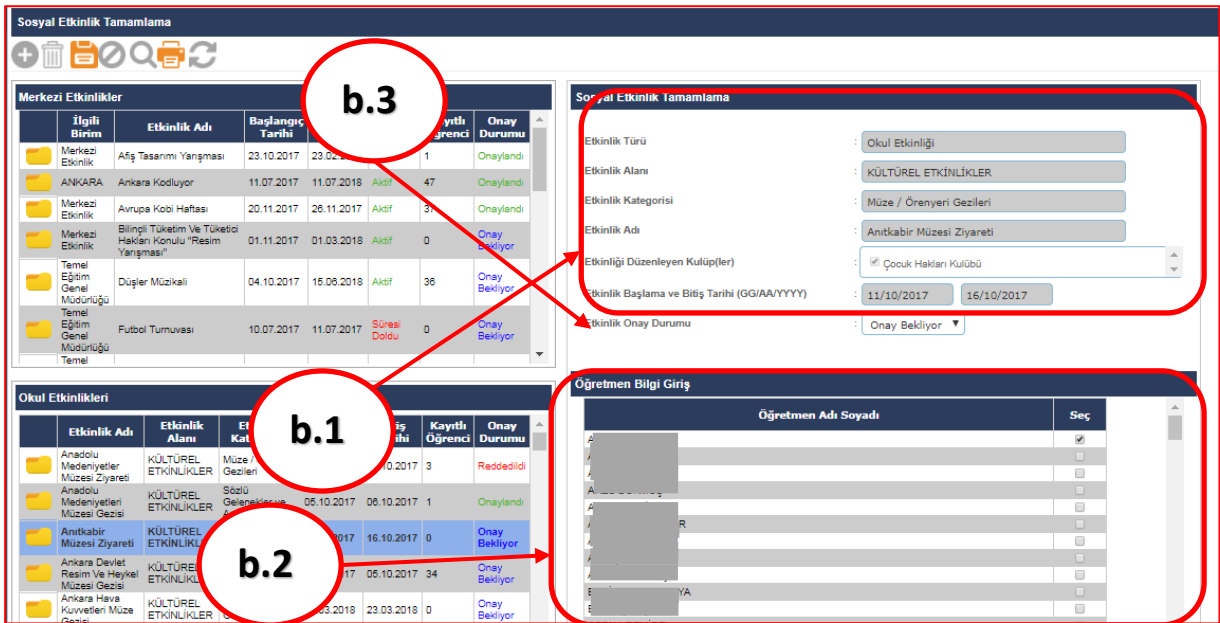 Sosyal Etkinlik Tamamlama
Merkezi Etkinlikler
İlgili Birim Etkinlik Adı Başlangıç Tarihi Onay Durumu
Merkezi Etkinlik Afiş Tasarımı Yarışması 23.10.2017 1 Onaylandı
ANKARA Ankara Kodluyor 11.07.2017 11.07.2018 Aktif 47 Onaylandı
Merkezi Etkinlik Avrupa Kobi Haftası 20.11.2017 26.11.2017 Aktif Onaylandı
Merkezi Etkinlik Bilinçli Tüketim Ve Tüketici Hakları Konulu "Resim Yarışması" 01.11.2017 01.03.2018 Aktif 0 Onay Bekliyor
Temel Eğitim Genel Müdürlüğü Düşler Müzikali 04.10.2017 15.06.2018 Aktif 36 Onay Bekliyor
Temel Eğitim Genel Müdürlüğü Futbol Turnuvası 10.07.2017 11.07.2017 Süresi Doldu 0 Onay Bekliyor
Temel
Okul Etkinlikleri
Etkinlik Adı Etkinlik Alanı Kayıtlı Öğrenci Onay Durumu
Anadolu Medeniyetler Müzesi Ziyareti KÜLTÜREL ETKİNLİKLER Müze / Gezileri 3 Reddedildi
Anadolu Medeniyetleri Müzesi Gezisi KÜLTÜREL ETKİNLİKLER Sözlü Gelenekler ve 05.10.2017 06.10.2017 1 Onaylandı
Anıtkabir Müzesi Ziyareti KÜLTÜREL 16.10.2017 0 Onay Bekliyor
Ankara Devlet Resim Ve Heykel Müzesi Gezisi KÜLTÜREL 05.10.2017 34 Onay Bekliyor
Ankara Hava Kuvvetleri Müze Gezisi KÜLTÜREL ETKİNLİKLER 23.03.2018 0 Onay Bekliyor
b.3
b.1
b.2
Sosyal Etkinlik Tamamlama
Etkinlik Türü : Okul Etkinliği
Etkinlik Alanı : KÜLTÜREL ETKİNLİKLER
Etkinlik Kategorisi : Müze / Örenyeri Gezileri
Etkinlik Adı : Anıtkabir Müzesi Ziyareti
Etkinliği Düzenleyen Kulüp(ler) : Çocuk Hakları Kulübü
Etkinlik Başlama ve Bitiş Tarihi (GG/AA/YYYY) : 11/10/2017 16/10/2017
Etkinlik Onay Durumu : Onay Bekliyor
Öğretmen Bilgi Giriş
Öğretmen Adı Soyadı Seç